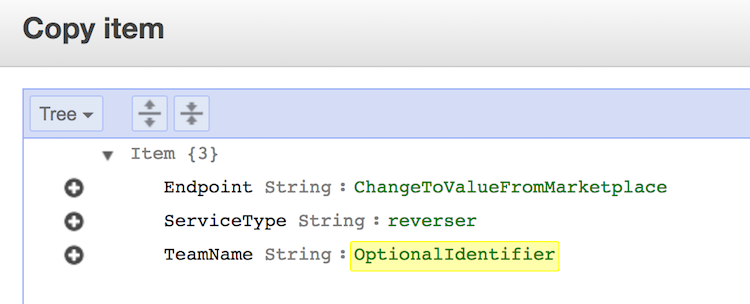 Copy item
Tree
Item {3}
Endpoint String : ChangeToValueFromMarketplace
ServiceType String : reverser
TeamName String : OptionalIdentifier